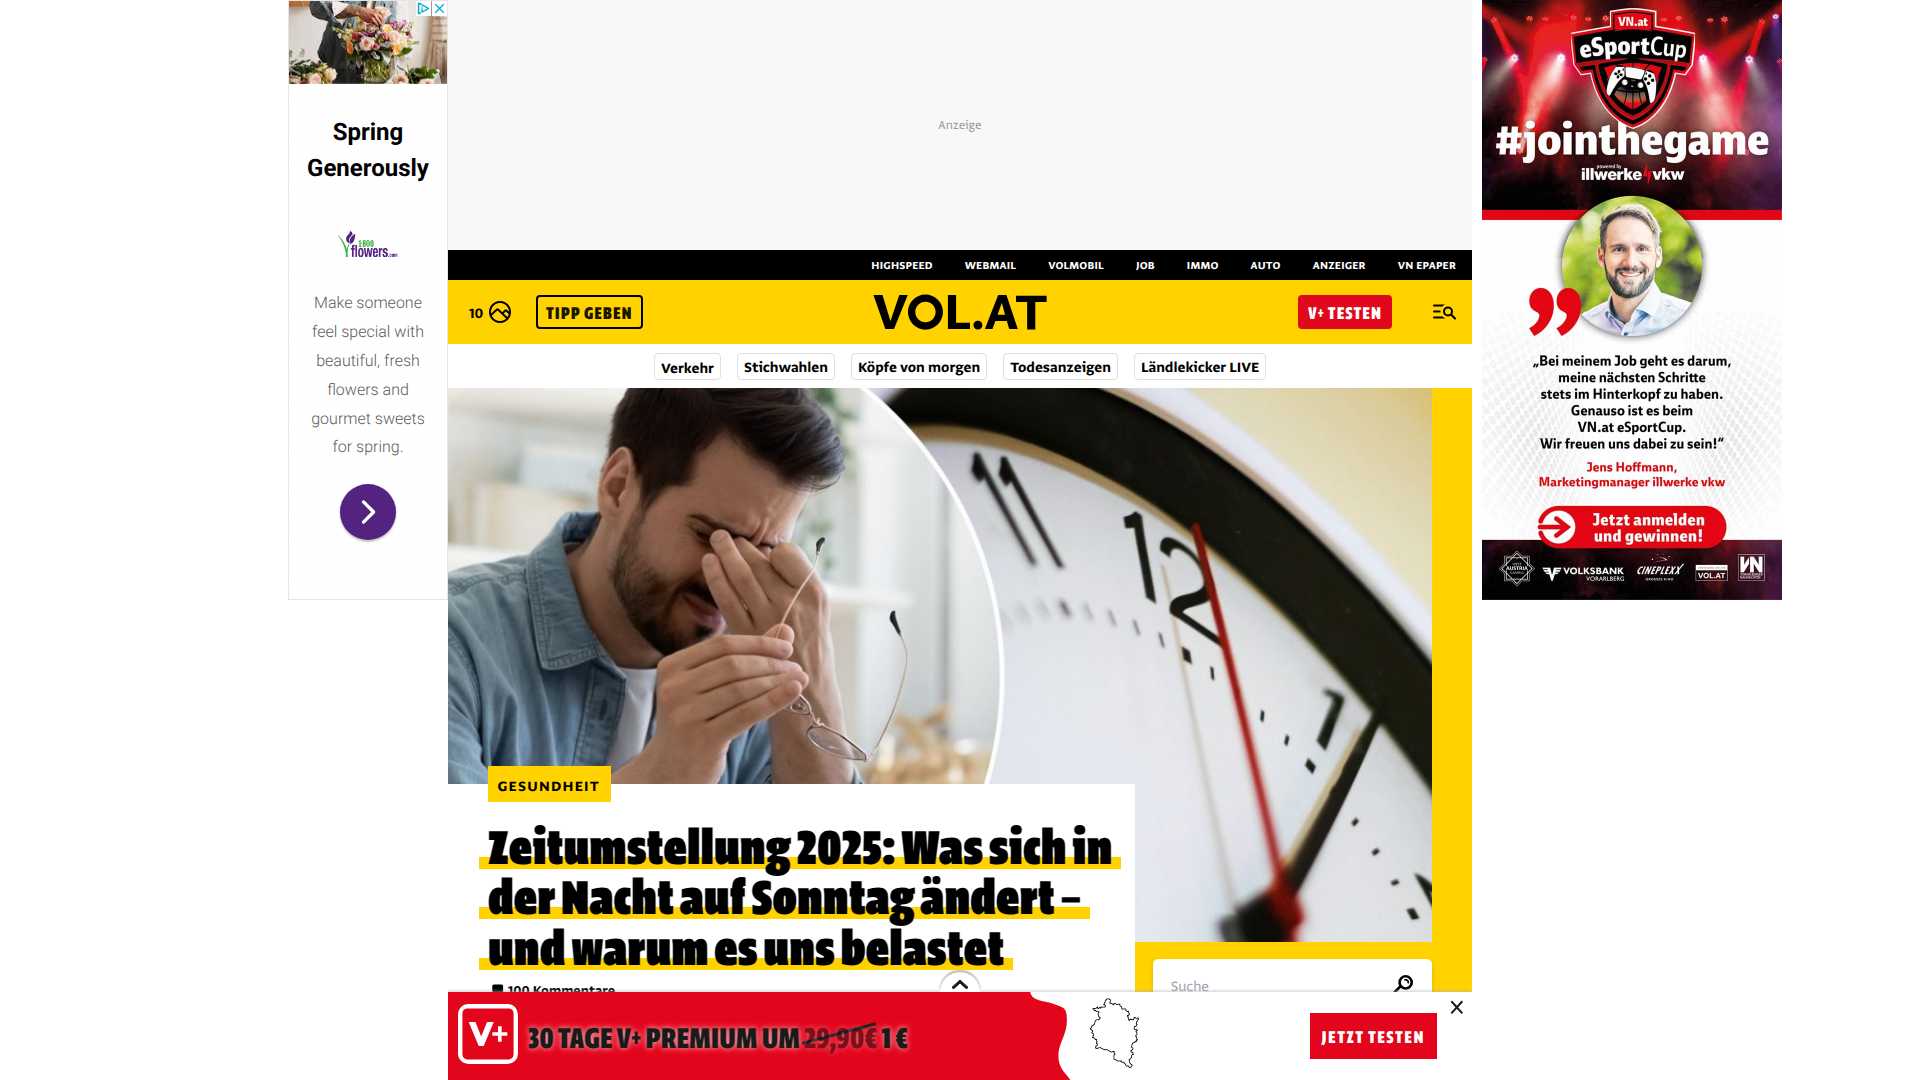 Spring
Generously
1 800
flowers.com
Make someone
feel special with
beautiful, fresh
flowers and
gourmet sweets
for spring.
Anzeige
HIGHSPEED WEBMAIL VOLMOBIL JOB IMMO AUTO ANZEIGER VN EPAPER
10 TIPP GEBEN VOL.AT V+ TESTEN
Verkehr Stichwahlen Köpfe von morgen Todesanzeigen Ländlekicker LIVE
11
12
1
GESUNDHEIT
Zeitumstellung 2025: Was sich in
der Nacht auf Sonntag ändert –
und warum es uns belastet
100 Kommentare
Suche
V+ 30 TAGE V+ PREMIUM UM 29,90€ 1 €
JETZT TESTEN
VN.at
eSportCup
#jointhegame
powered by
illwerke vkw
„Bei meinem Job geht es darum,
meine nächsten Schritte
stets im Hinterkopf zu haben.
Genauso ist es beim
VN.at eSportCup.
Wir freuen uns dabei zu sein!“
Jens Hoffmann,
Marketingmanager illwerke vkw
Jetzt anmelden
und gewinnen!
AUSTRIA
VOLKSBANK
VORARLBERG
CINEPLEXX
VOL.AT
VN